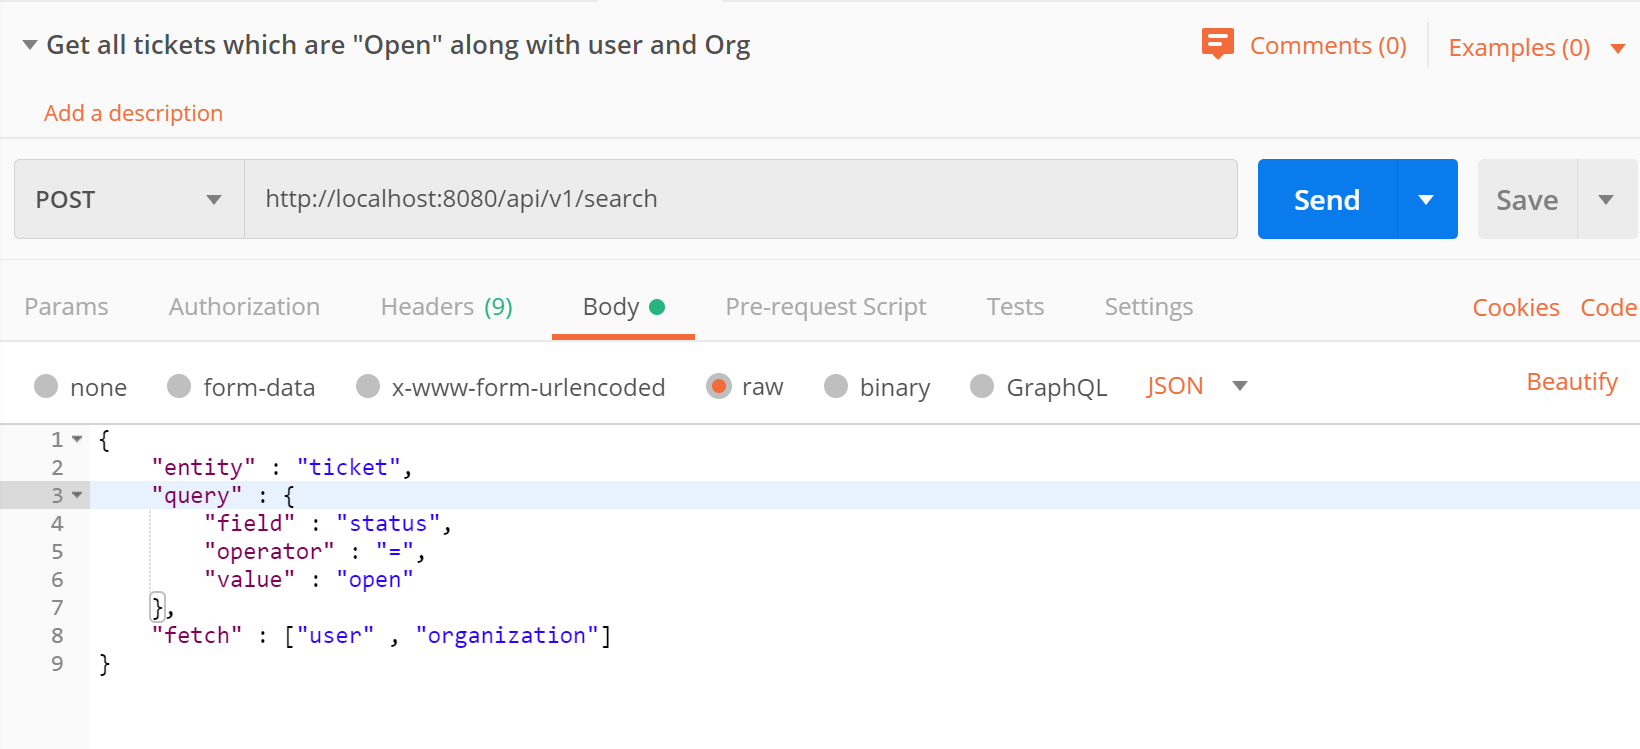 Get all tickets which are "Open" along with user and Org
Comments (0) Examples (0)
Add a description
POST http://localhost:8080/api/v1/search Send Save
Params Authorization Headers (9) Body Pre-request Script Tests Settings Cookies Code
none form-data x-www-form-urlencoded raw binary GraphQL JSON Beautify
1 {
2 "entity" : "ticket",
3 "query" : {
4 "field" : "status",
5 "operator" : "=",
6 "value" : "open"
7 },
8 "fetch" : ["user" , "organization"]
9 }